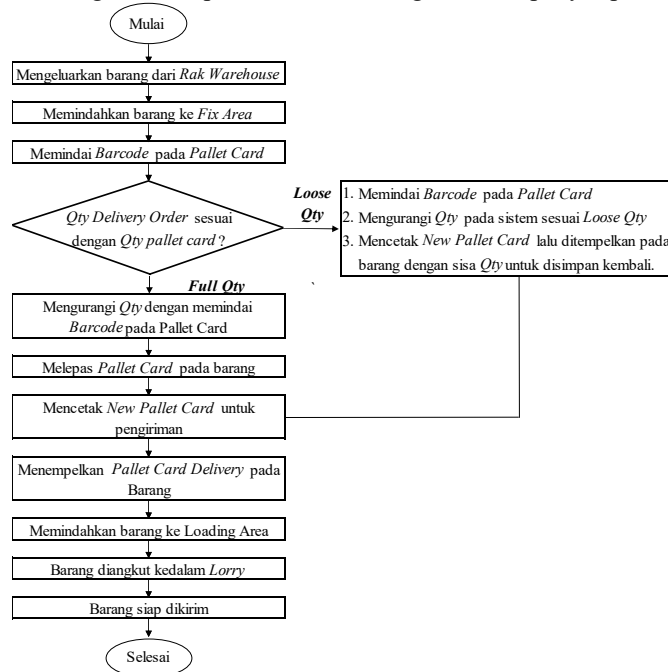 Mulai
Mengeluarkan barang dari Rak Warehouse
Memindahkan barang ke Fix Area
Memindai Barcode pada Pallet Card
Qty Delivery Order sesuai
dengan Qty pallet card ?
Loose
Qty
1. Memindai Barcode pada Pallet Card
2. Mengurangi Qty pada sistem sesuai Loose Qty
3. Mencetak New Pallet Card lalu ditempelkan pada
barang dengan sisa Qty untuk disimpan kembali.
Full Qty
Mengurangi Qty dengan memindai
Barcode pada Pallet Card
Melepas Pallet Card pada barang
Mencetak New Pallet Card untuk
pengiriman
Menempelkan Pallet Card Delivery pada
Barang
Memindahkan barang ke Loading Area
Barang diangkut kedalam Lorry
Barang siap dikirim
Selesai